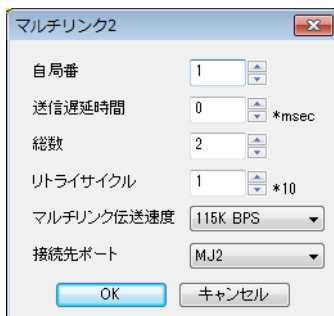 マルチリンク2
自局番 1
送信遅延時間 0 *msec
総数 2
リトライサイクル 1 *10
マルチリンク伝送速度 115K BPS
接続先ポート MJ2
OK キャンセル